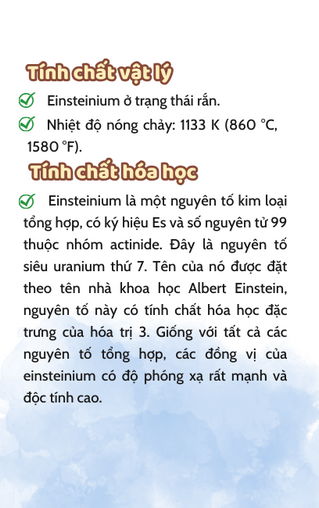 Tính chất vật lý
Einsteinium ở trạng thái rắn.
Nhiệt độ nóng chảy: 1133 K (860 °C,
1580 °F).
Tính chất hóa học
Einsteinium là một nguyên tố kim loại
tổng hợp, có ký hiệu Es và số nguyên tử 99
thuộc nhóm actinide. Đây là nguyên tố
siêu uranium thứ 7. Tên của nó được đặt
theo tên nhà khoa học Albert Einstein,
nguyên tố này có tính chất hóa học đặc
trưng của hóa trị 3. Giống với tất cả các
nguyên tố tổng hợp, các đồng vị của
einsteinium có độ phóng xạ rất mạnh và
độc tính cao.